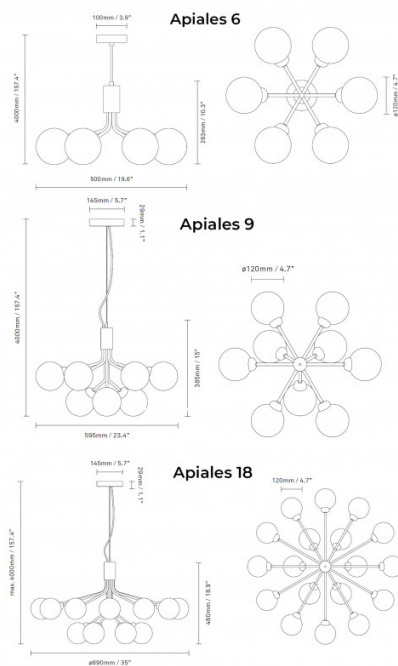 Apiales 6
100mm / 3.9"
4000mm / 157.4"
263mm / 10.3"
ø120mm / 4.7"
500mm / 19.6"
Apiales 9
145mm / 5.7"
29mm / 1.1"
4000mm / 157.4"
385mm / 15"
ø120mm / 4.7"
595mm / 23.4"
Apiales 18
145mm / 5.7"
29mm / 1.1"
120mm / 4.7"
max. 4000mm / 157.4"
480mm / 18.9"
ø890mm / 35"